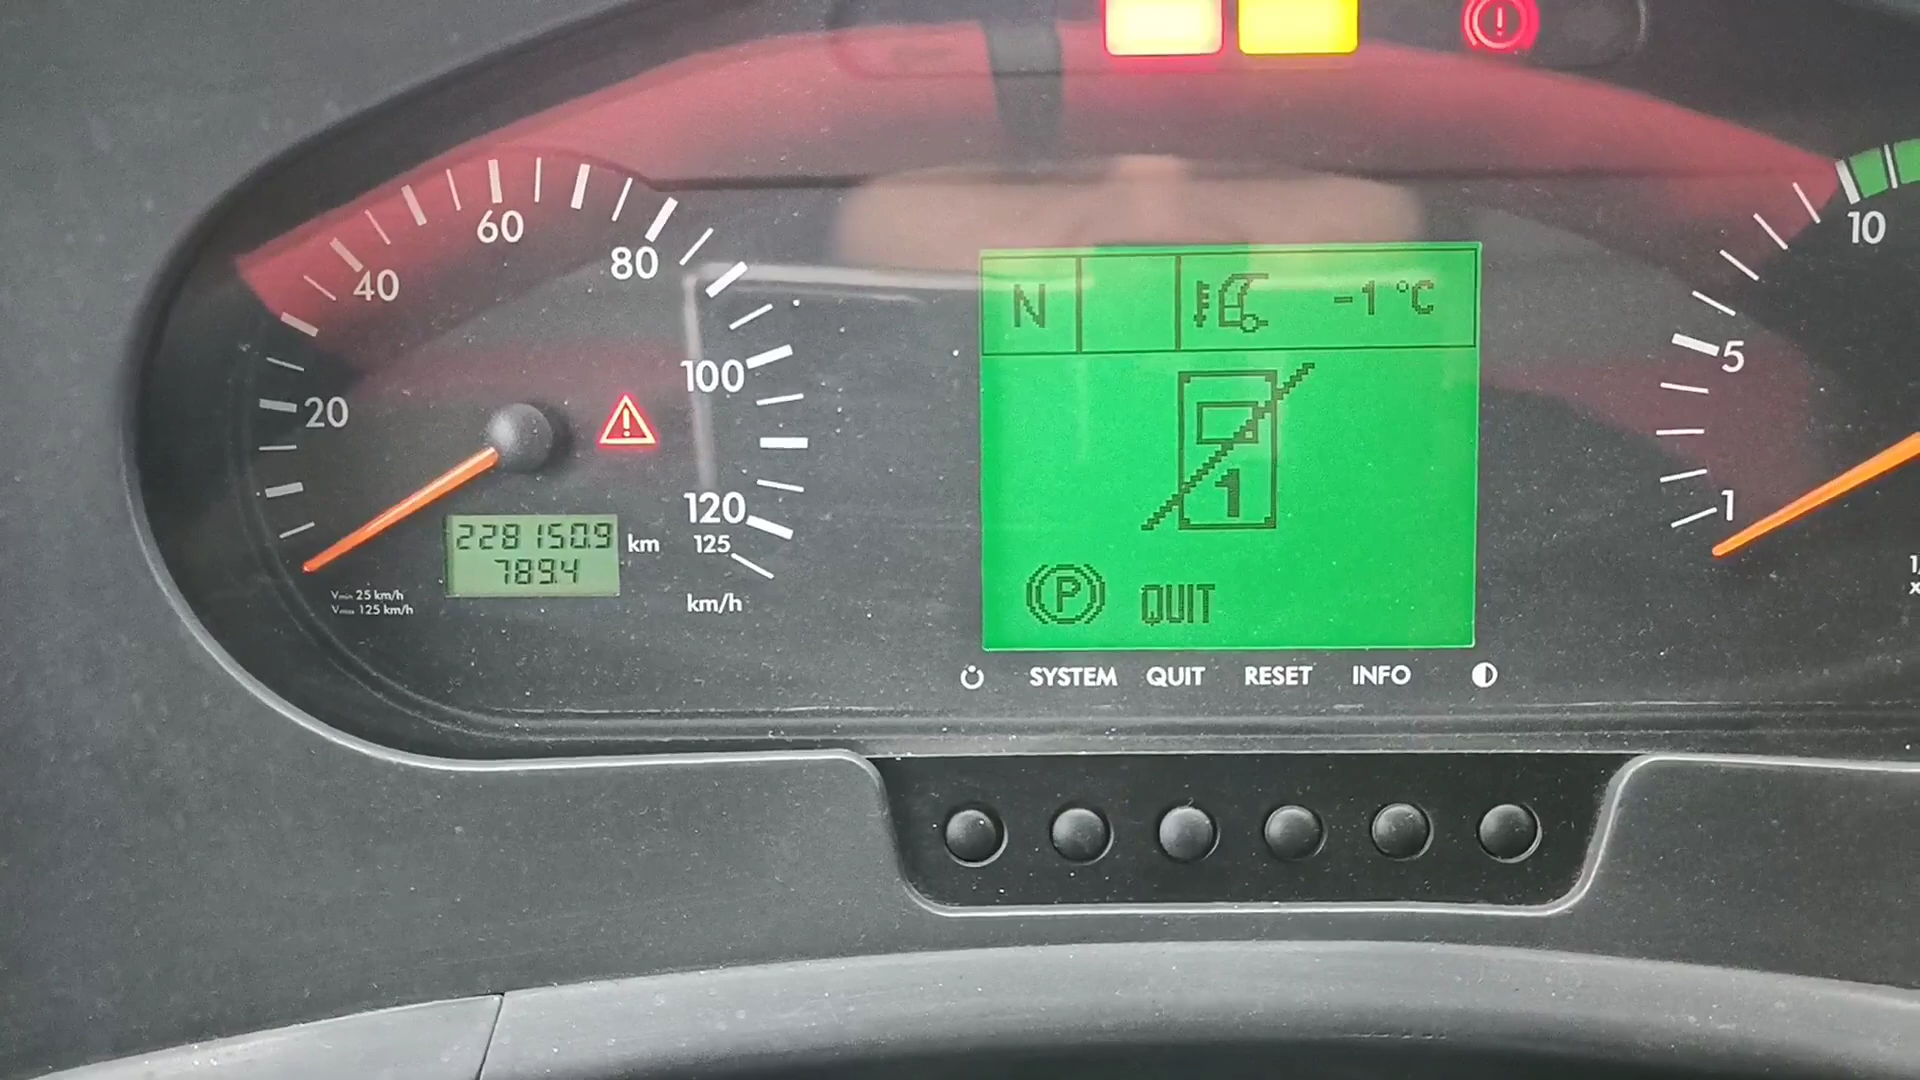 60
80
40
100
20
120
125
km/h
228150.9 km
789.4
Vmin 25 km/h
Vmax 125 km/h
N
-1 °C
1
P QUIT
SYSTEM QUIT RESET INFO
10
5
1